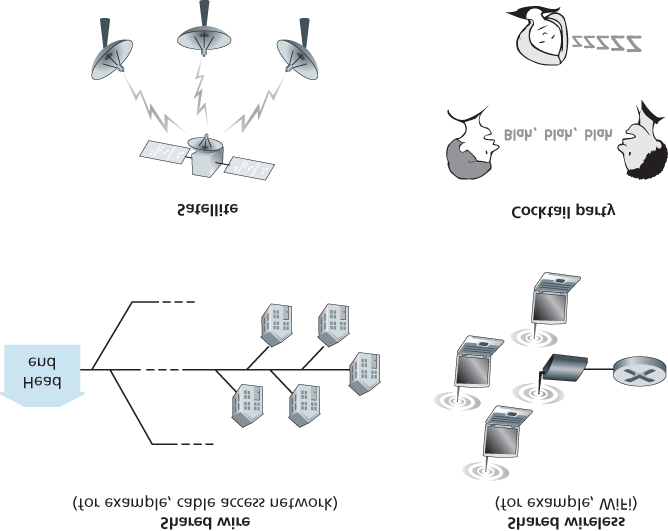 Shared wire
(for example, cable access network)
Shared wireless
(for example, WiFi)
Head
end
Satellite
Cocktail party
Blah, blah, blah
zzzzz